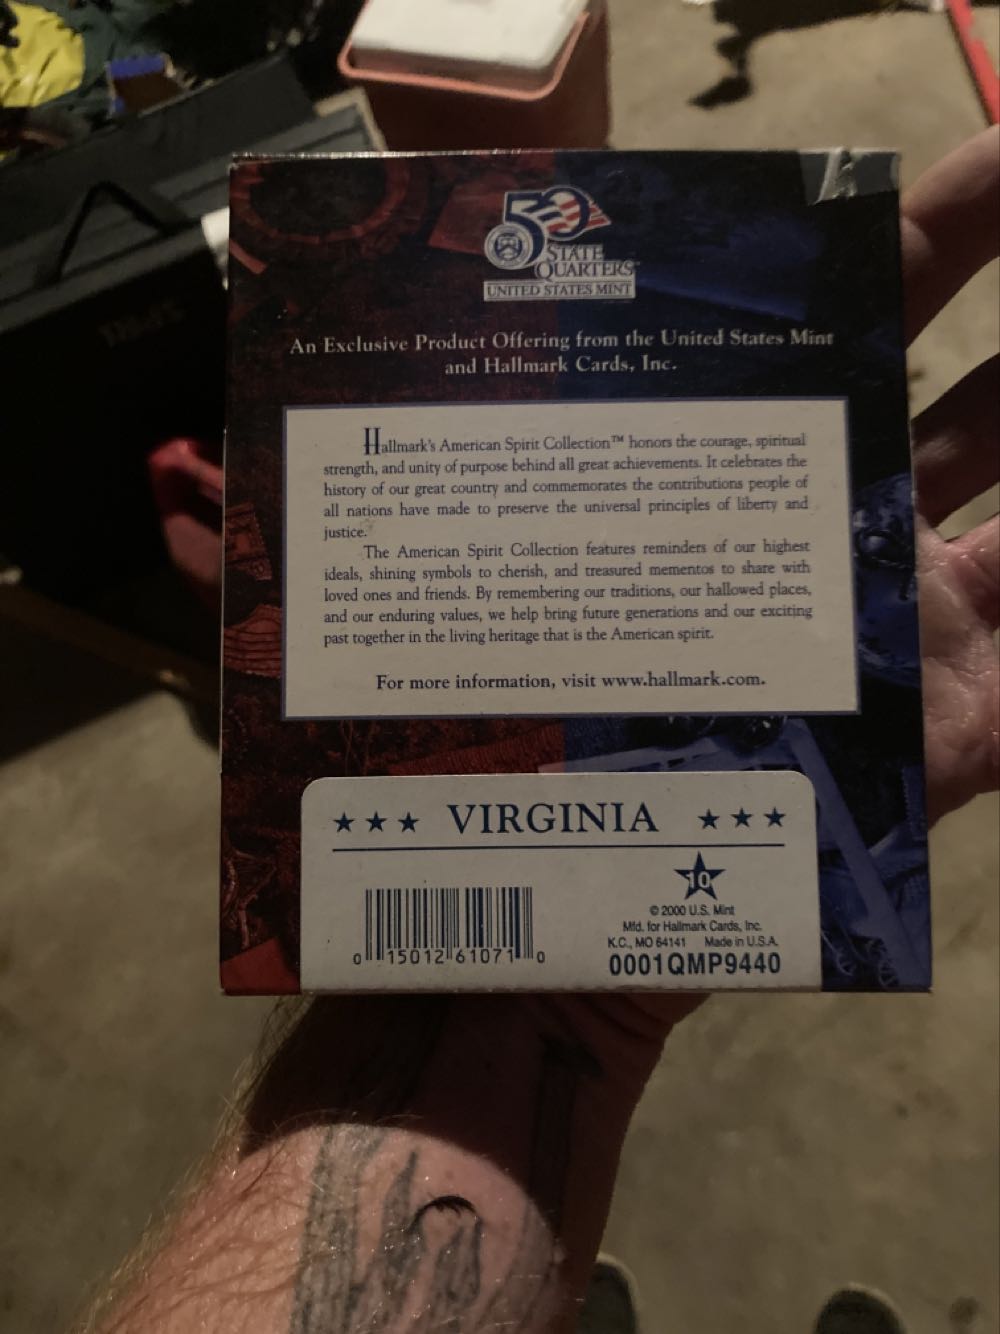 50
STATE
QUARTERS
UNITED STATES MINT
An Exclusive Product Offering from the United States Mint
and Hallmark Cards, Inc.
Hallmark's American Spirit Collection™ honors the courage, spiritual
strength, and unity of purpose behind all great achievements. It celebrates the
history of our great country and commemorates the contributions people of
all nations have made to preserve the universal principles of liberty and
justice.
The American Spirit Collection features reminders of our highest
ideals, shining symbols to cherish, and treasured mementos to share with
loved ones and friends. By remembering our traditions, our hallowed places,
and our enduring values, we help bring future generations and our exciting
past together in the living heritage that is the American spirit.
For more information, visit www.hallmark.com.
★★★ VIRGINIA ★★★
10
© 2000 U.S. Mint
Mfd. for Hallmark Cards, Inc.
K.C., MO 64141 Made in U.S.A.
0001QMP9440
0 15012 61071 0